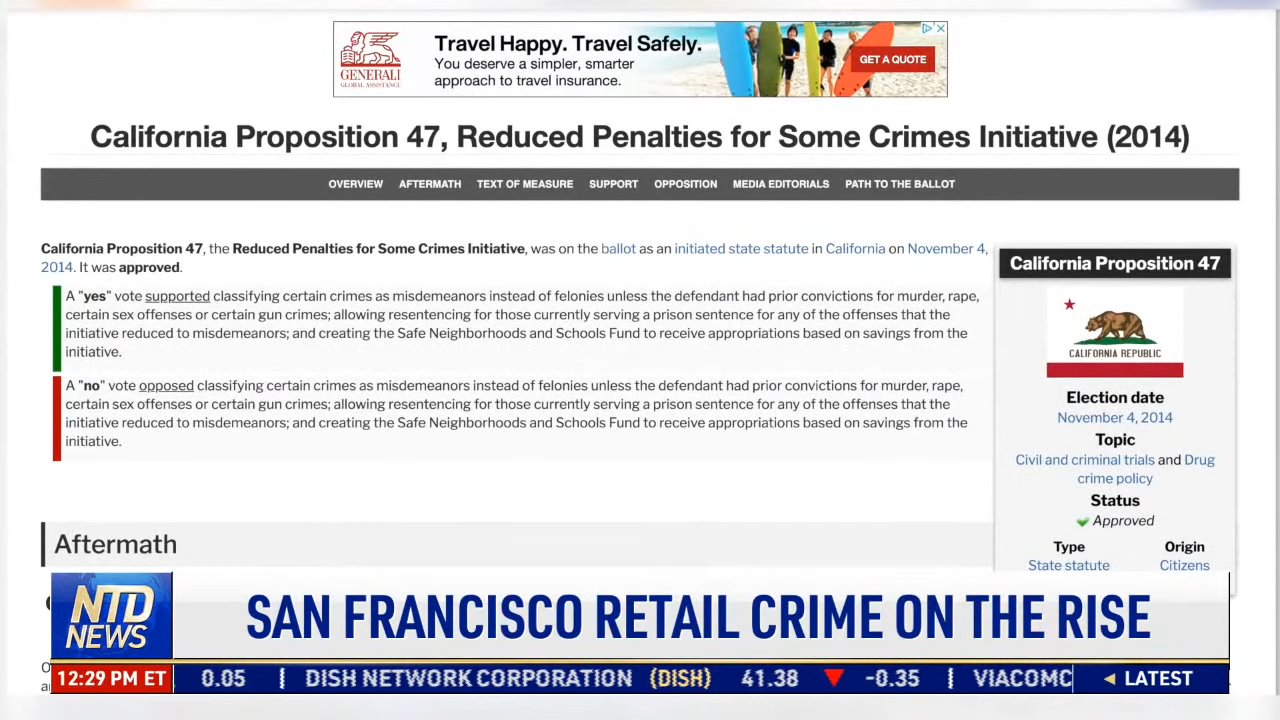 GENERALI
GLOBAL ASSISTANCE
Travel Happy. Travel Safely.
You deserve a simpler, smarter
approach to travel insurance.
GET A QUOTE
California Proposition 47, Reduced Penalties for Some Crimes Initiative (2014)
OVERVIEW AFTERMATH TEXT OF MEASURE SUPPORT OPPOSITION MEDIA EDITORIALS PATH TO THE BALLOT
California Proposition 47, the Reduced Penalties for Some Crimes Initiative, was on the ballot as an initiated state statute in California on November 4,
2014. It was approved.
A "yes" vote supported classifying certain crimes as misdemeanors instead of felonies unless the defendant had prior convictions for murder, rape,
certain sex offenses or certain gun crimes; allowing resentencing for those currently serving a prison sentence for any of the offenses that the
initiative reduced to misdemeanors; and creating the Safe Neighborhoods and Schools Fund to receive appropriations based on savings from the
initiative.
A "no" vote opposed classifying certain crimes as misdemeanors instead of felonies unless the defendant had prior convictions for murder, rape,
certain sex offenses or certain gun crimes; allowing resentencing for those currently serving a prison sentence for any of the offenses that the
initiative reduced to misdemeanors; and creating the Safe Neighborhoods and Schools Fund to receive appropriations based on savings from the
initiative.
California Proposition 47
CALIFORNIA REPUBLIC
Election date
November 4, 2014
Topic
Civil and criminal trials and Drug
crime policy
Status
Approved
Type Origin
State statute Citizens
Aftermath
NTD
NEWS
SAN FRANCISCO RETAIL CRIME ON THE RISE
12:29 PM ET 0.05 | DISH NETWORK CORPORATION (DISH) 41.38 ▼ -0.35 | VIACOMC ◄ LATEST